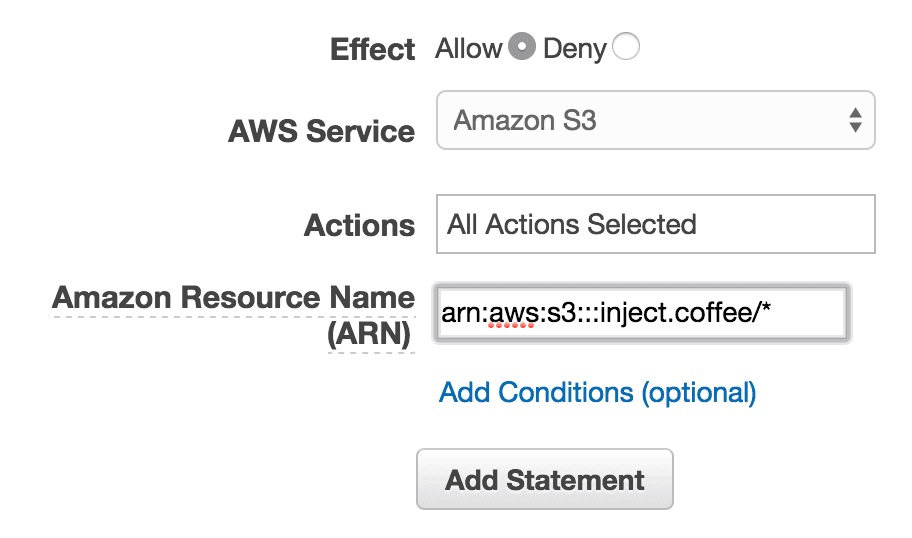 Effect Allow Deny
AWS Service Amazon S3
Actions All Actions Selected
Amazon Resource Name
(ARN) arn:aws:s3:::inject.coffee/*
Add Conditions (optional)
Add Statement